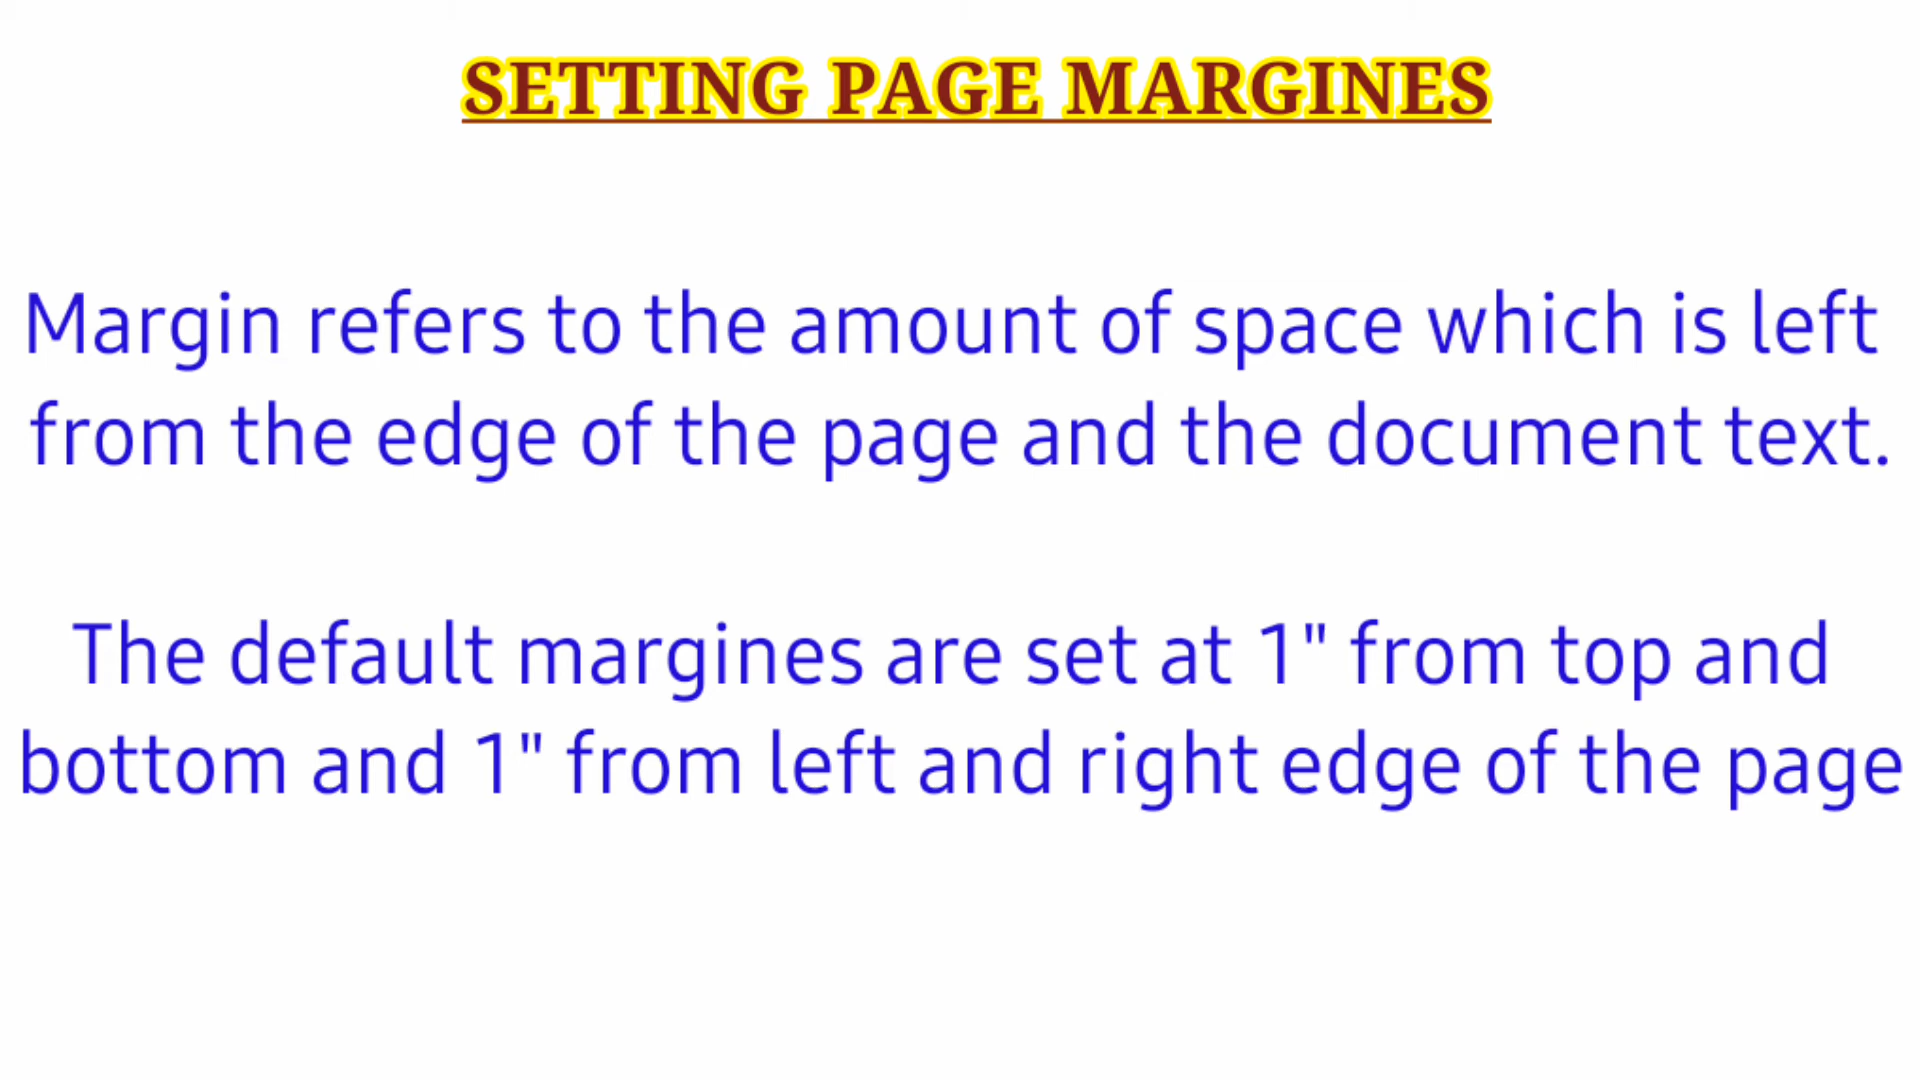 SETTING PAGE MARGINES
Margin refers to the amount of space which is left
from the edge of the page and the document text.
The default margines are set at 1" from top and
bottom and 1" from left and right edge of the page